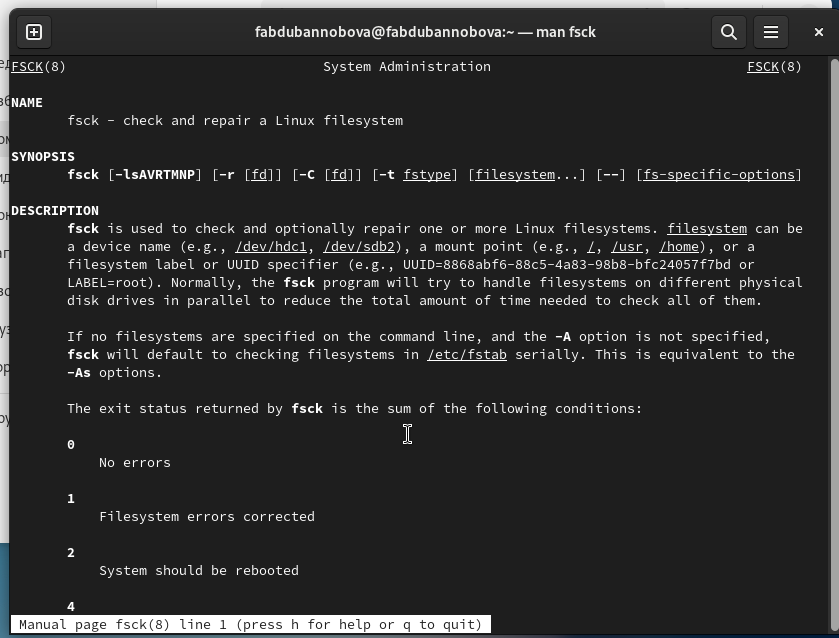 fabdubannobova@fabdubannobova:~ — man fsck
FSCK(8) System Administration FSCK(8)
NAME
fsck - check and repair a Linux filesystem
SYNOPSIS
fsck [-lsAVRTMNP] [-r [fd]] [-C [fd]] [-t fstype] [filesystem...] [--] [fs-specific-options]
DESCRIPTION
fsck is used to check and optionally repair one or more Linux filesystems. filesystem can be
a device name (e.g., /dev/hdc1, /dev/sdb2), a mount point (e.g., /, /usr, /home), or a
filesystem label or UUID specifier (e.g., UUID=8868abf6-88c5-4a83-98b8-bfc24057f7bd or
LABEL=root). Normally, the fsck program will try to handle filesystems on different physical
disk drives in parallel to reduce the total amount of time needed to check all of them.
If no filesystems are specified on the command line, and the -A option is not specified,
fsck will default to checking filesystems in /etc/fstab serially. This is equivalent to the
-As options.
The exit status returned by fsck is the sum of the following conditions:
0
No errors
1
Filesystem errors corrected
2
System should be rebooted
4
Manual page fsck(8) line 1 (press h for help or q to quit)